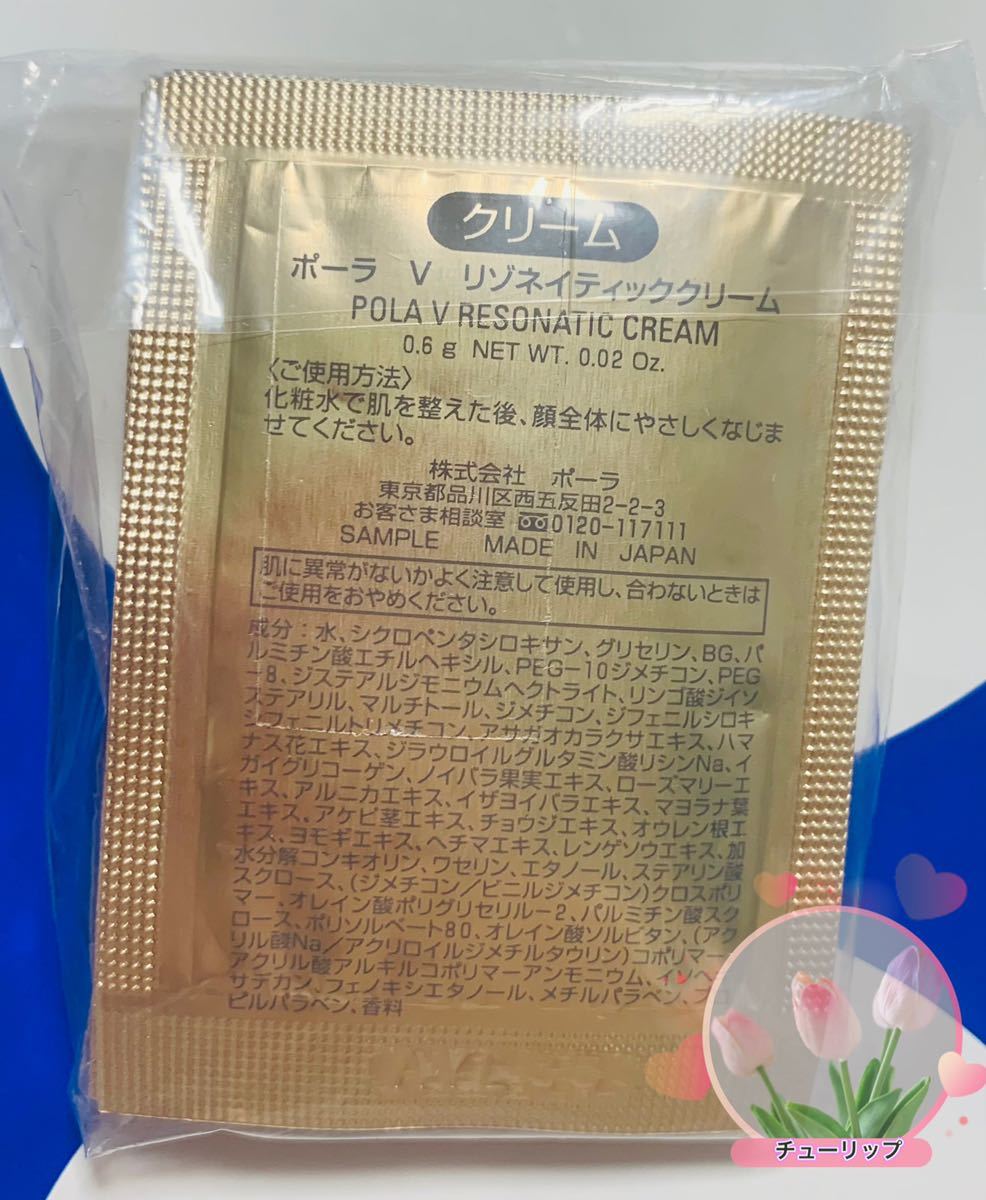 クリーム
ポーラ V リゾネイティッククリーム
POLA V RESONATIC CREAM
0.6 g NET WT. 0.02 Oz.
〈ご使用方法〉
化粧水で肌を整えた後、顔全体にやさしくなじま
せてください。
株式会社 ポーラ
東京都品川区西五反田2-2-3
お客さま相談室 0120-117111
SAMPLE MADE IN JAPAN
肌に異常がないかよく注意して使用し、合わないときは
ご使用をおやめください。
成分：水、シクロペンタシロキサン、グリセリン、BG、パ
ルミチン酸エチルヘキシル、PEG-10ジメチコン、PEG
-8、ジステアルジモニウムヘクトライト、リンゴ酸ジイソ
ステアリル、マルチトール、ジメチコン、ジフェニルシロキ
シフェニルトリメチコン、アサガオカラクサエキス、ハマ
ナス花エキス、ジラウロイルグルタミン酸リシンNa、イ
ガイグリコーゲン、ノイバラ果実エキス、ローズマリーエ
キス、アルニカエキス、イザヨイバラエキス、マヨラナ葉
エキス、アケビ茎エキス、チョウジエキス、オウレン根エ
キス、ヨモギエキス、ヘチマエキス、レンゲソウエキス、加
水分解コンキオリン、ワセリン、エタノール、ステアリン酸
スクロース、(ジメチコン/ビニルジメチコン)クロスポリ
マー、オレイン酸ポリグリセリル-2、パルミチン酸スク
ロース、ポリソルベート80、オレイン酸ソルビタン、(アク
リル酸Na/アクリロイルジメチルタウリン)コポリマー、
アクリル酸アルキルコポリマーアンモニウム、イソヘキ
サデカン、フェノキシエタノール、メチルパラベン、
ピルパラベン、香料
チューリップ